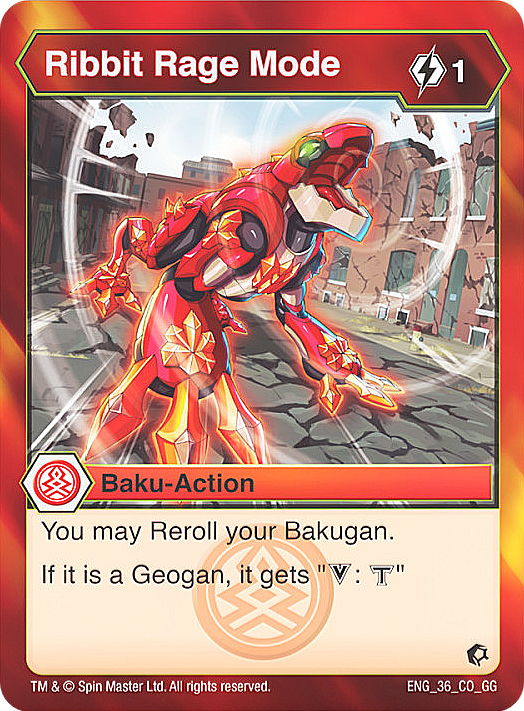 Ribbit Rage Mode 1
Baku-Action
You may Reroll your Bakugan.
If it is a Geogan, it gets "V: T"
TM & © Spin Master Ltd. All rights reserved. ENG_36_CO_GG